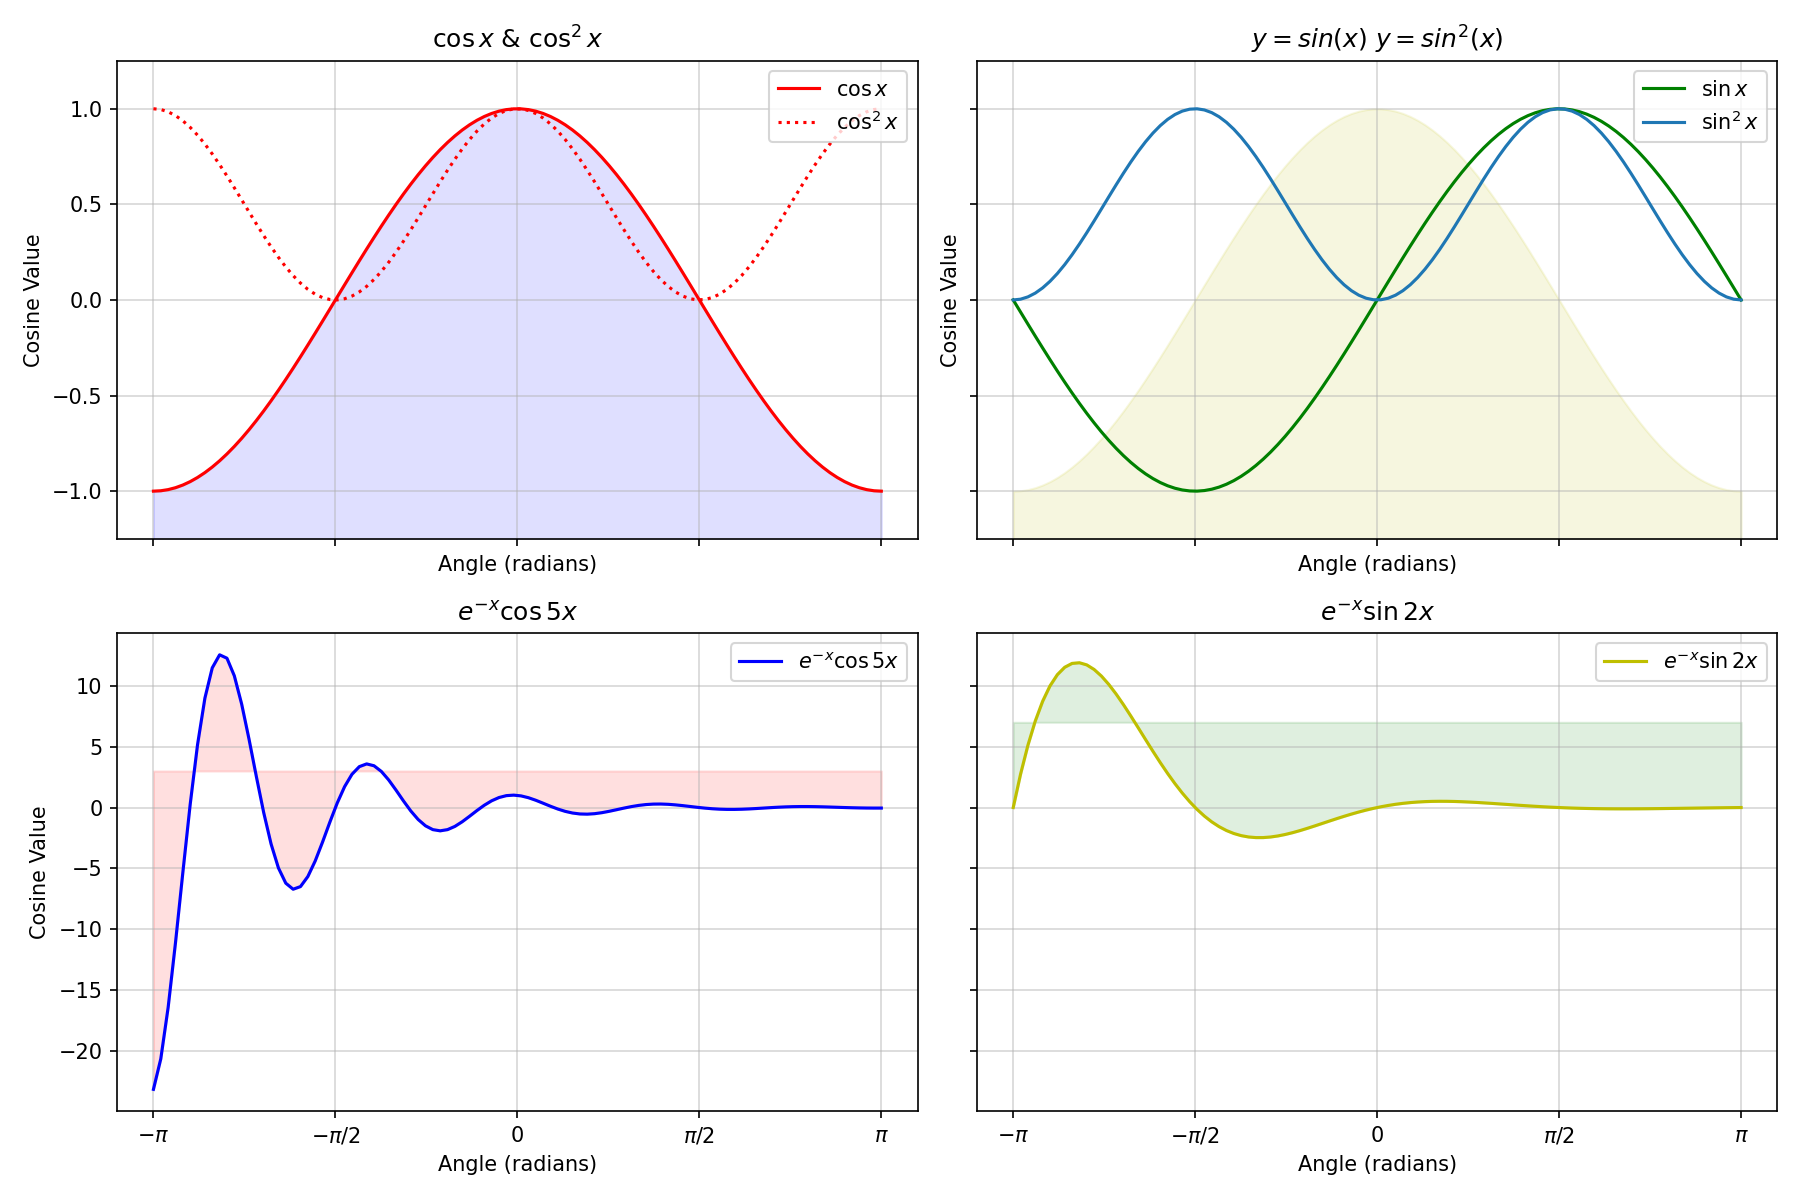 cos x & cos² x
1.0
0.5
0.0
−0.5
−1.0
Cosine Value
cos x
cos² x
Angle (radians)
y = sin(x) y = sin²(x)
Cosine Value
sin x
sin² x
Angle (radians)
e⁻ˣcos 5x
10
5
0
−5
−10
−15
−20
Cosine Value
e⁻ˣcos 5x
−π
−π/2
0
π/2
π
Angle (radians)
e⁻ˣsin 2x
e⁻ˣsin 2x
−π
−π/2
0
π/2
π
Angle (radians)